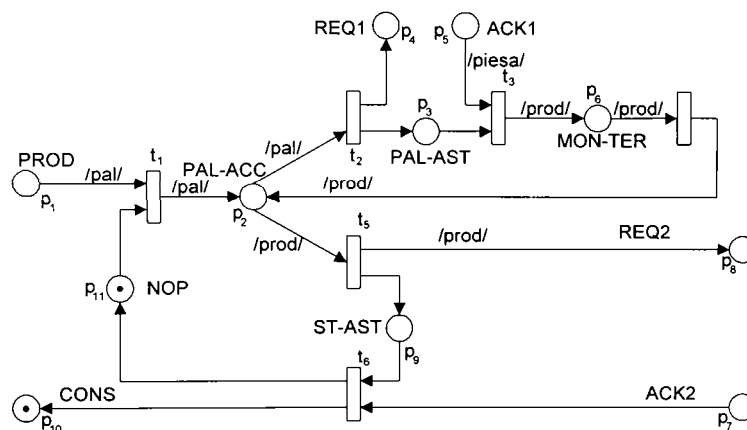 REQ1
p4
p5
ACK1
/piesa/
t3
p3
/prod/
p6
/prod/
/pal/
t2
PAL-AST
MON-TER
PROD
t1
PAL-ACC
/pal/
/pal/
/prod/
p1
p2
t5
/prod/
/prod/
REQ2
p8
p11
NOP
ST-AST
p9
t6
CONS
ACK2
p10
p7